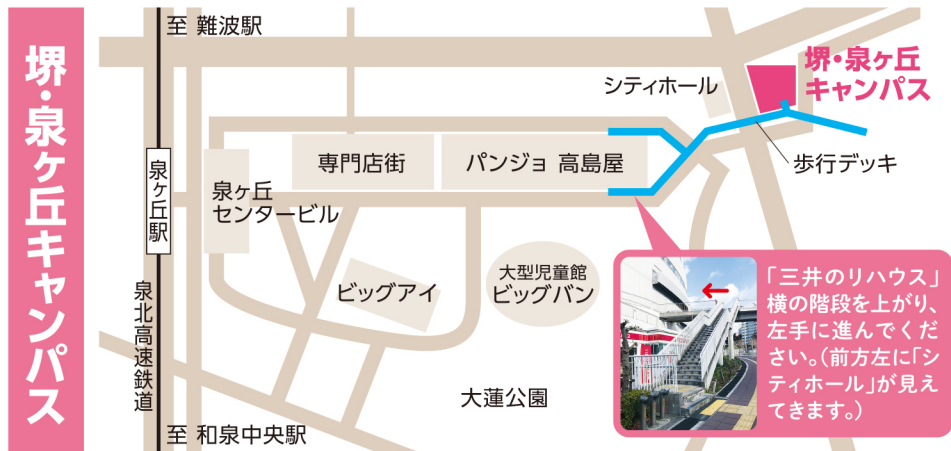 堺・泉ヶ丘キャンパス
至 難波駅
シティホール
堺・泉ヶ丘
キャンパス
専門店街
パンジョ 高島屋
歩行デッキ
泉ヶ丘駅
泉ヶ丘
センタービル
ビッグアイ
大型児童館
ビッグバン
泉北高速鉄道
大蓮公園
至 和泉中央駅
「三井のリハウス」
横の階段を上がり、
左手に進んでくだ
さい。(前方左に「シ
ティホール」が見え
てきます。)